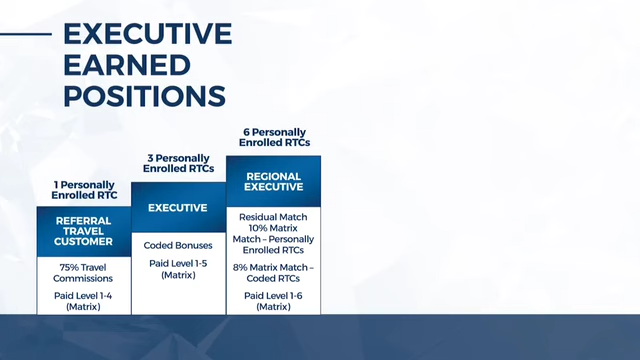 EXECUTIVE
EARNED
POSITIONS
1 Personally
Enrolled RTC
REFERRAL
TRAVEL
CUSTOMER
75% Travel
Commissions
Paid Level 1-4
(Matrix)
3 Personally
Enrolled RTCs
EXECUTIVE
Coded Bonuses
Paid Level 1-5
(Matrix)
6 Personally
Enrolled RTCs
REGIONAL
EXECUTIVE
Residual Match
10% Matrix
Match – Personally
Enrolled RTCs
8% Matrix Match –
Coded RTCs
Paid Level 1-6
(Matrix)